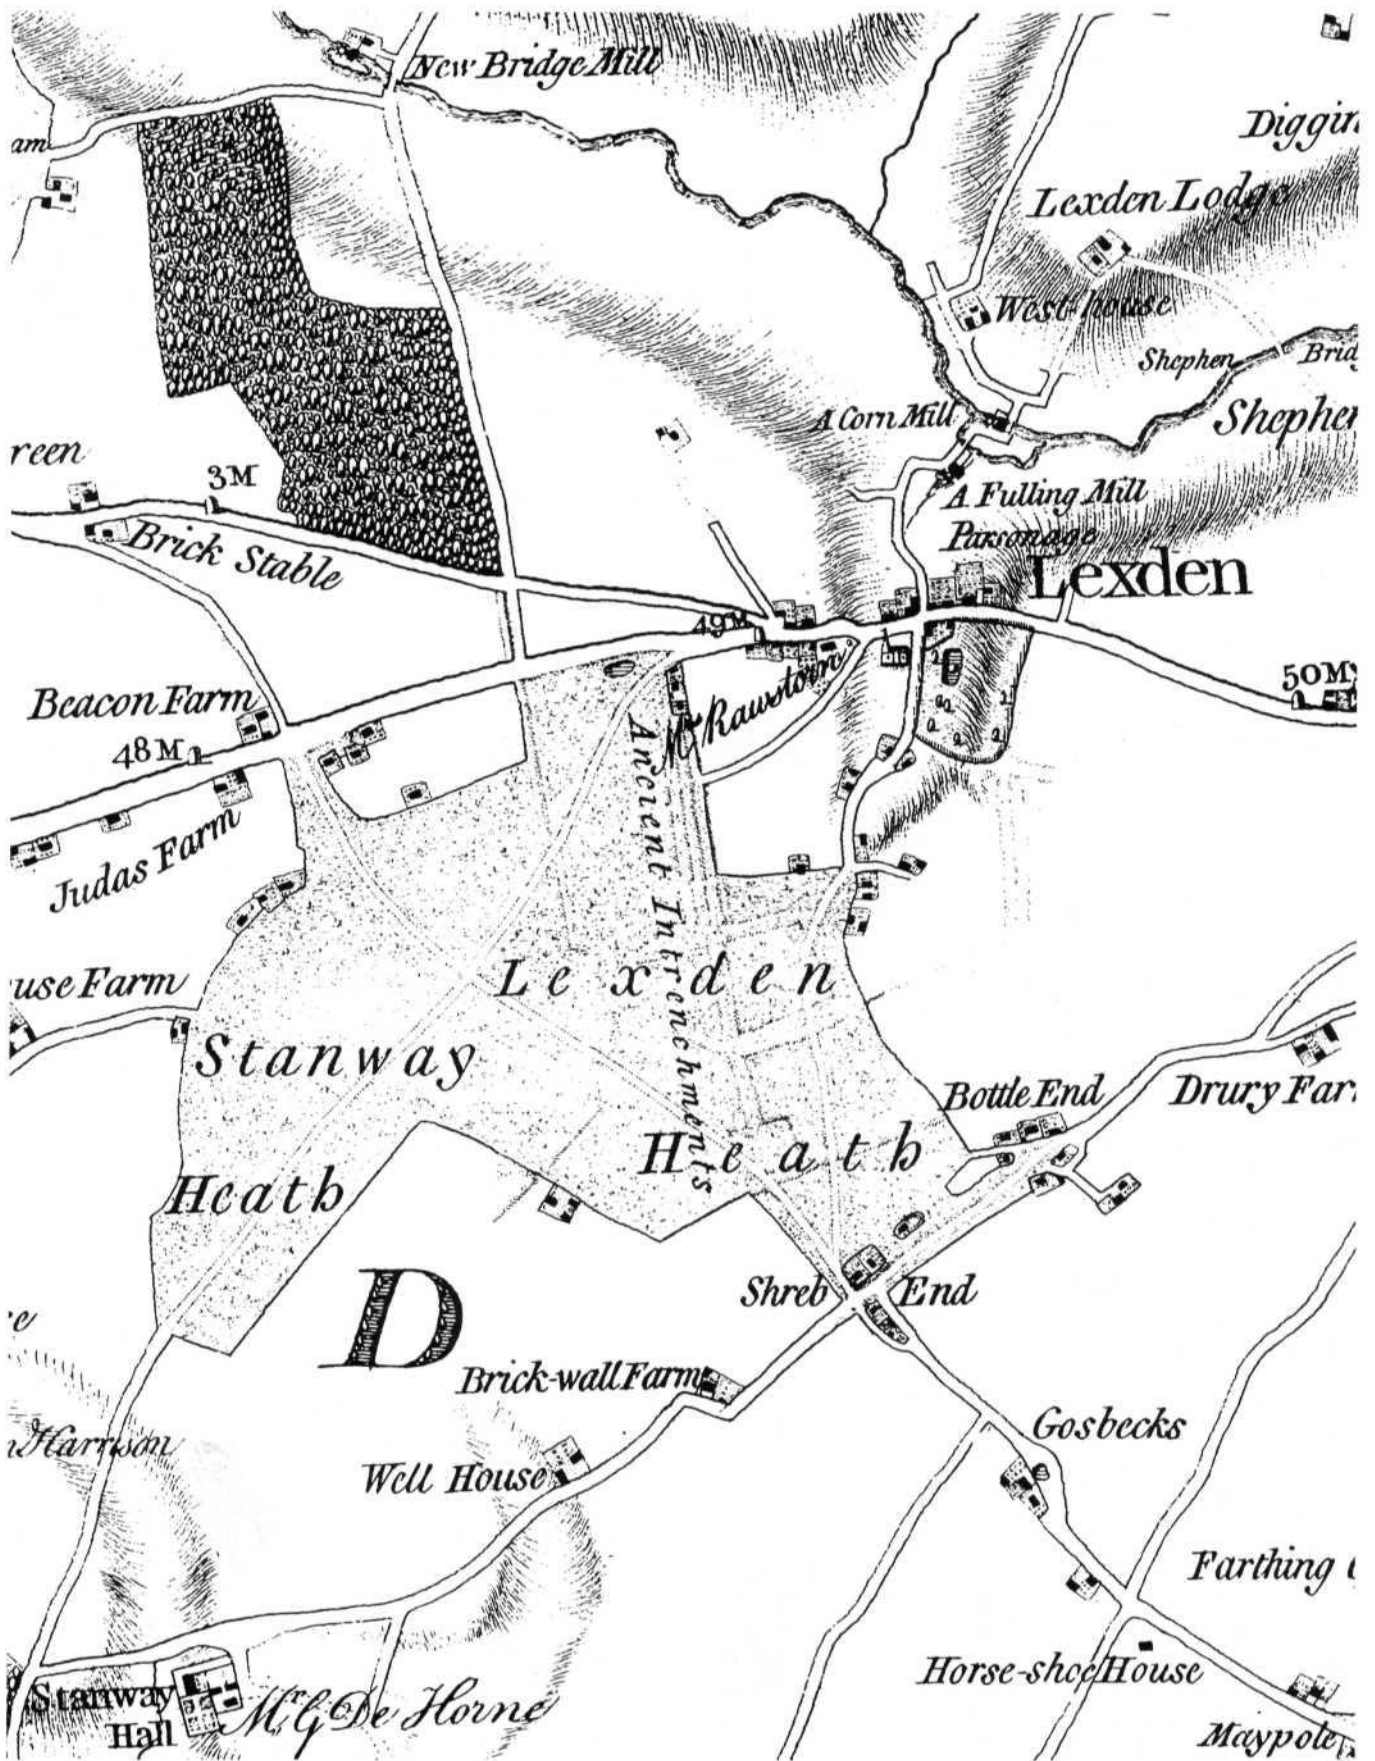 New Bridge Mill
am
Diggin
Lexden Lodge
West-house
Shephen Brid
A Corn Mill
Shephe
reen
3M
A Fulling Mill
Brick Stable
Parsonage
Lexden
49M
50M
Mr Rawstorn
Beacon Farm
48M
Judas Farm
Ancient Intrenchments
use Farm
Lexden
Stanway
Heath
Bottle End
Drury Far
Heath
D
Shreb End
Brick-wall Farm
Harrison
Gosbecks
Well House
Farthing
Horse-shoe House
Stanway
Hall
Mr. G. De Horne
Maypole